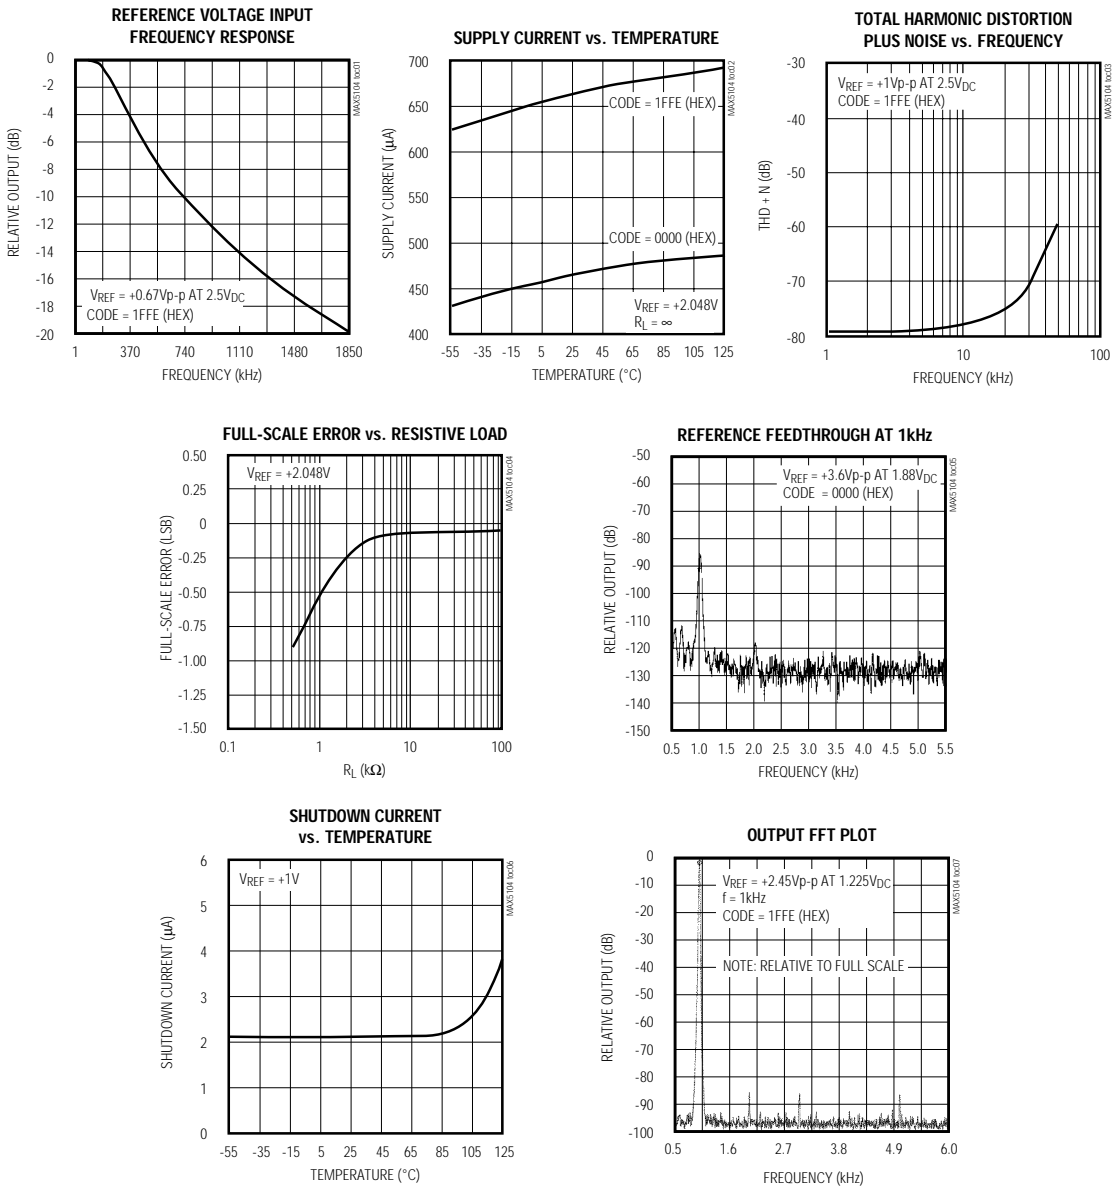 REFERENCE VOLTAGE INPUT
FREQUENCY RESPONSE
0
-2
-4
-6
-8
-10
-12
-14
-16
-18
-20
RELATIVE OUTPUT (dB)
VREF = +0.67Vp-p AT 2.5VDC
CODE = 1FFE (HEX)
MAX5104 toc01
1 370 740 1110 1480 1850
FREQUENCY (kHz)
SUPPLY CURRENT vs. TEMPERATURE
700
650
600
550
500
450
400
SUPPLY CURRENT (µA)
CODE = 1FFE (HEX)
CODE = 0000 (HEX)
VREF = +2.048V
RL = ∞
MAX5104 toc02
-55 -35 -15 5 25 45 65 85 105 125
TEMPERATURE (°C)
TOTAL HARMONIC DISTORTION
PLUS NOISE vs. FREQUENCY
-30
-40
-50
-60
-70
-80
THD + N (dB)
VREF = +1Vp-p AT 2.5VDC
CODE = 1FFE (HEX)
MAX5104 toc03
1 10 100
FREQUENCY (kHz)
FULL-SCALE ERROR vs. RESISTIVE LOAD
0.50
0.25
0
-0.25
-0.50
-0.75
-1.00
-1.25
-1.50
FULL-SCALE ERROR (LSB)
VREF = +2.048V
MAX5104 toc04
0.1 1 10 100
RL (kΩ)
REFERENCE FEEDTHROUGH AT 1kHz
-50
-60
-70
-80
-90
-100
-110
-120
-130
-140
-150
RELATIVE OUTPUT (dB)
VREF = +3.6Vp-p AT 1.88VDC
CODE = 0000 (HEX)
MAX5104 toc05
0.5 1.0 1.5 2.0 2.5 3.0 3.5 4.0 4.5 5.0 5.5
FREQUENCY (kHz)
SHUTDOWN CURRENT
vs. TEMPERATURE
6
5
4
3
2
1
0
SHUTDOWN CURRENT (µA)
VREF = +1V
MAX5104 toc06
-55 -35 -15 5 25 45 65 85 105 125
TEMPERATURE (°C)
OUTPUT FFT PLOT
0
-10
-20
-30
-40
-50
-60
-70
-80
-90
-100
RELATIVE OUTPUT (dB)
VREF = +2.45Vp-p AT 1.225VDC
f = 1kHz
CODE = 1FFE (HEX)
NOTE: RELATIVE TO FULL SCALE
MAX5104 toc07
0.5 1.6 2.7 3.8 4.9 6.0
FREQUENCY (kHz)